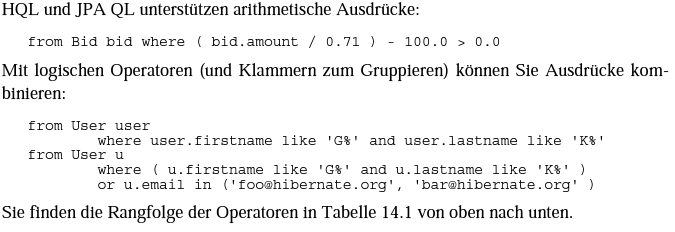 HQL und JPA QL unterstützen arithmetische Ausdrücke:
from Bid bid where ( bid.amount / 0.71 ) - 100.0 > 0.0
Mit logischen Operatoren (und Klammern zum Gruppieren) können Sie Ausdrücke kom-
binieren:
from User user
where user.firstname like 'G%' and user.lastname like 'K%'
from User u
where ( u.firstname like 'G%' and u.lastname like 'K%' )
or u.email in ('foo@hibernate.org', 'bar@hibernate.org' )
Sie finden die Rangfolge der Operatoren in Tabelle 14.1 von oben nach unten.